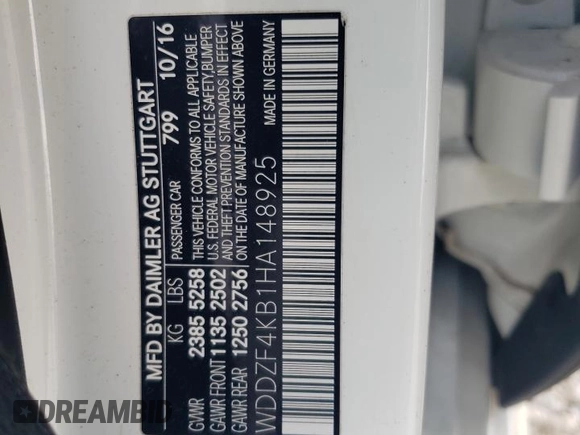 MFD BY DAIMLER AG STUTTGART
KG LBS PASSENGER CAR 799 10/16
GVWR 2385 5258 THIS VEHICLE CONFORMS TO ALL APPLICABLE
U.S. FEDERAL MOTOR VEHICLE SAFETY,BUMPER
GAWR FRONT 1135 2502 AND THEFT PREVENTION STANDARDS IN EFFECT
GAWR REAR 1250 2756 ON THE DATE OF MANUFACTURE SHOWN ABOVE
WDDZF4KB1HA148925 MADE IN GERMANY
DREAMBID